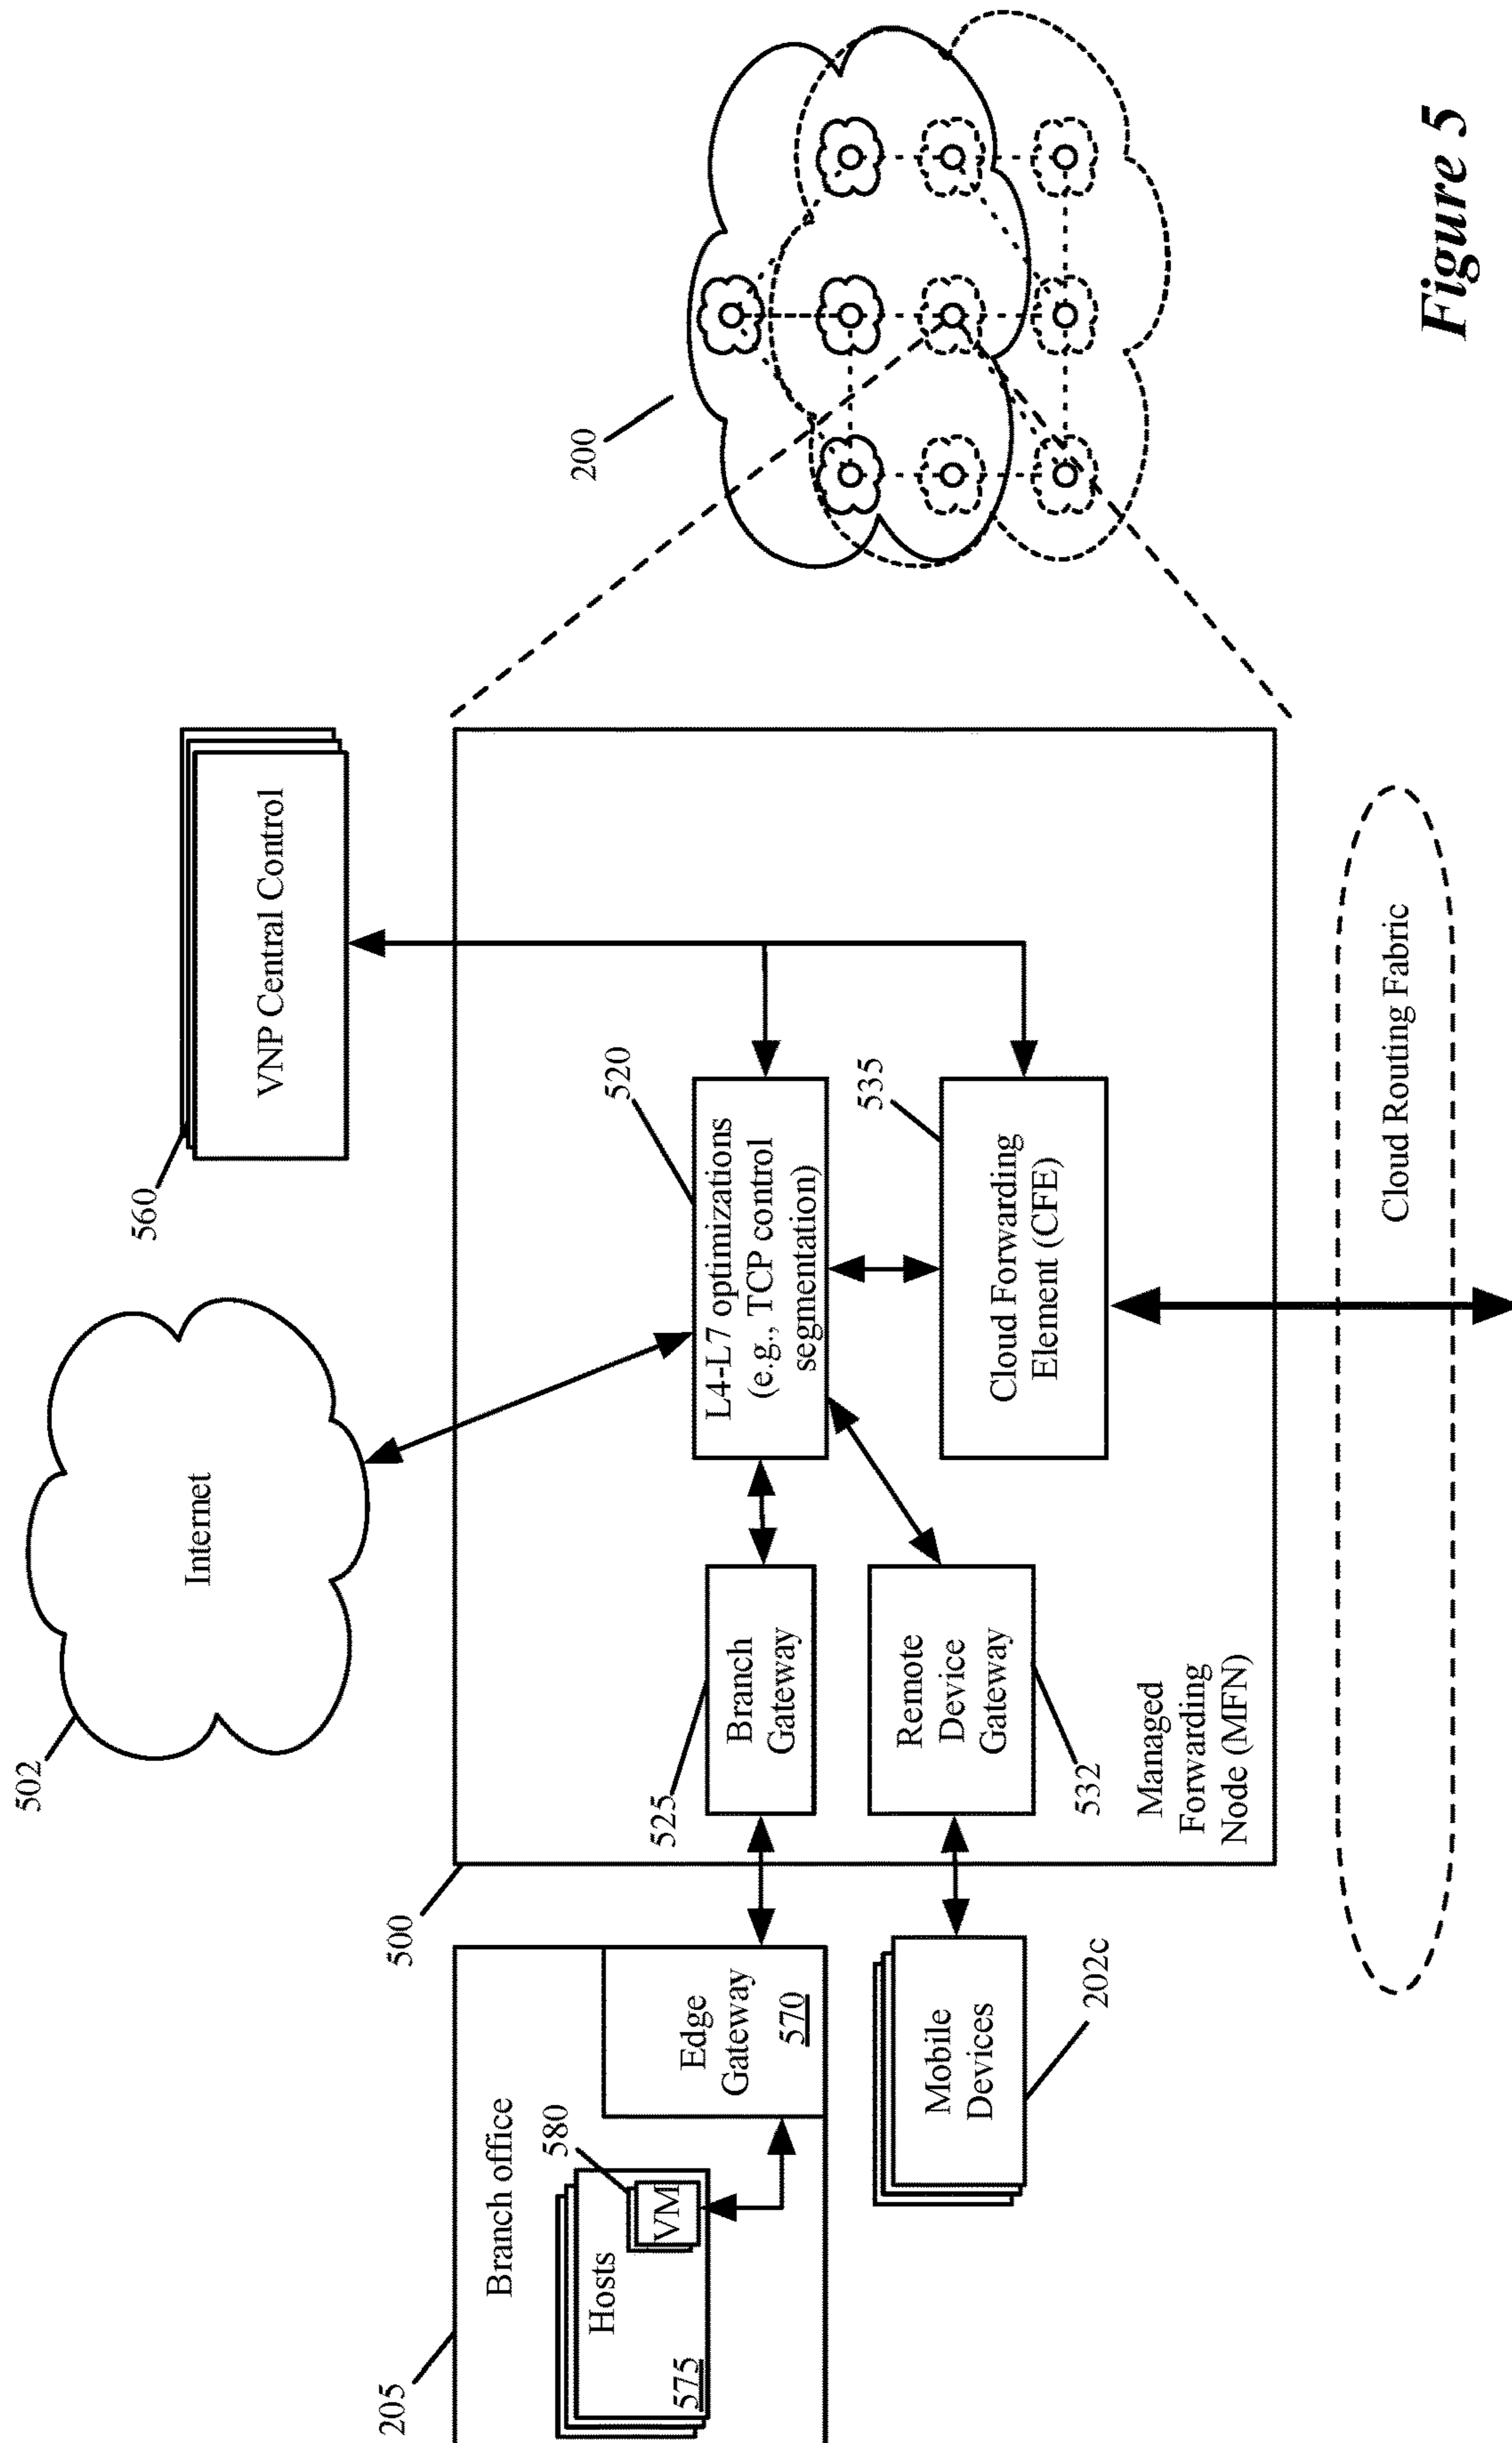 502
Internet
560
VNP Central Control
200
205
Branch office
Hosts
575
580
VM
Edge
Gateway
570
500
525
Branch
Gateway
520
L4-L7 optimizations
(e.g., TCP control
segmentation)
Mobile
Devices
202c
Remote
Device
Gateway
532
535
Cloud Forwarding
Element (CFE)
Managed
Forwarding
Node (MFN)
Cloud Routing Fabric
Figure 5